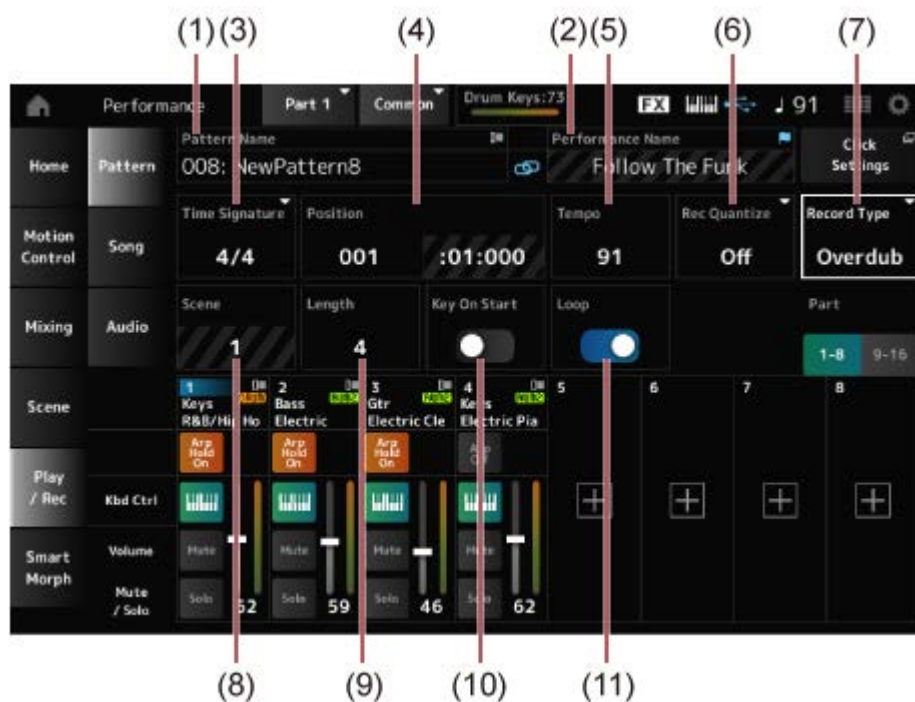 (1) (3) (4) (2) (5) (6) (7)
Performance Part 1 Common Drum Keys:73 FX 91
Home Pattern Pattern Name Performance Name Click Settings
008: NewPattern8 Follow The Funk
Motion Control Song Time Signature Position Tempo Rec Quantize Record Type
4/4 001 :01:000 91 Off Overdub
Mixing Audio Scene Length Key On Start Loop Part
1 4 1-8 9-16
Scene 1 2 3 4 5 6 7 8
Keys Bass Gtr Keys
R&B/Hip Ho Electric Electric Cle Electric Pia
Arp Hold On Arp Hold On Arp Hold On
Play / Rec Kbd Ctrl
Smart Morph Volume Mute Mute Mute Mute
Mute / Solo Solo Solo Solo Solo
52 59 46 62
(8) (9) (10) (11)